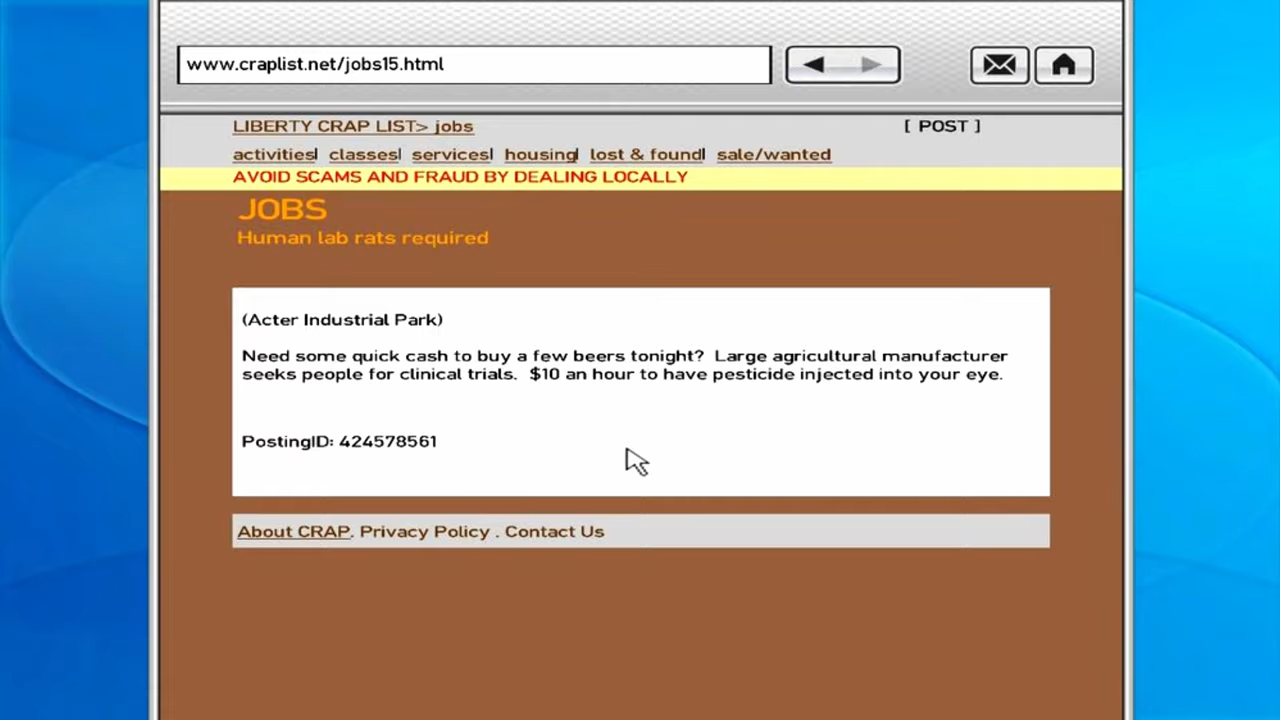 www.craplist.net/jobs15.html
LIBERTY CRAP LIST> jobs
[ POST ]
activities| classes| services| housing| lost & found| sale/wanted
AVOID SCAMS AND FRAUD BY DEALING LOCALLY
JOBS
Human lab rats required
(Acter Industrial Park)
Need some quick cash to buy a few beers tonight?  Large agricultural manufacturer
seeks people for clinical trials.  $10 an hour to have pesticide injected into your eye.
PostingID: 424578561
About CRAP. Privacy Policy . Contact Us